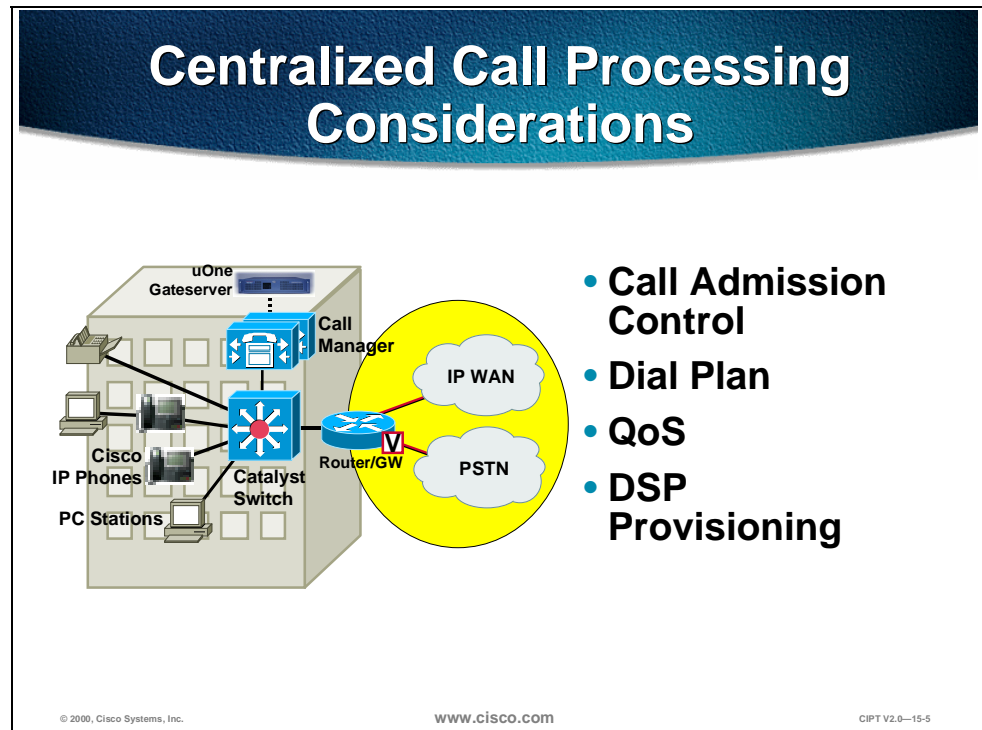 Centralized Call Processing
Considerations
uOne
Gateserver
Call
Manager
IP WAN
Cisco
IP Phones
Catalyst
Switch
Router/GW
V
PSTN
PC Stations
• Call Admission
Control
• Dial Plan
• QoS
• DSP
Provisioning
© 2000, Cisco Systems, Inc.
www.cisco.com
CIPT V2.0—15-5